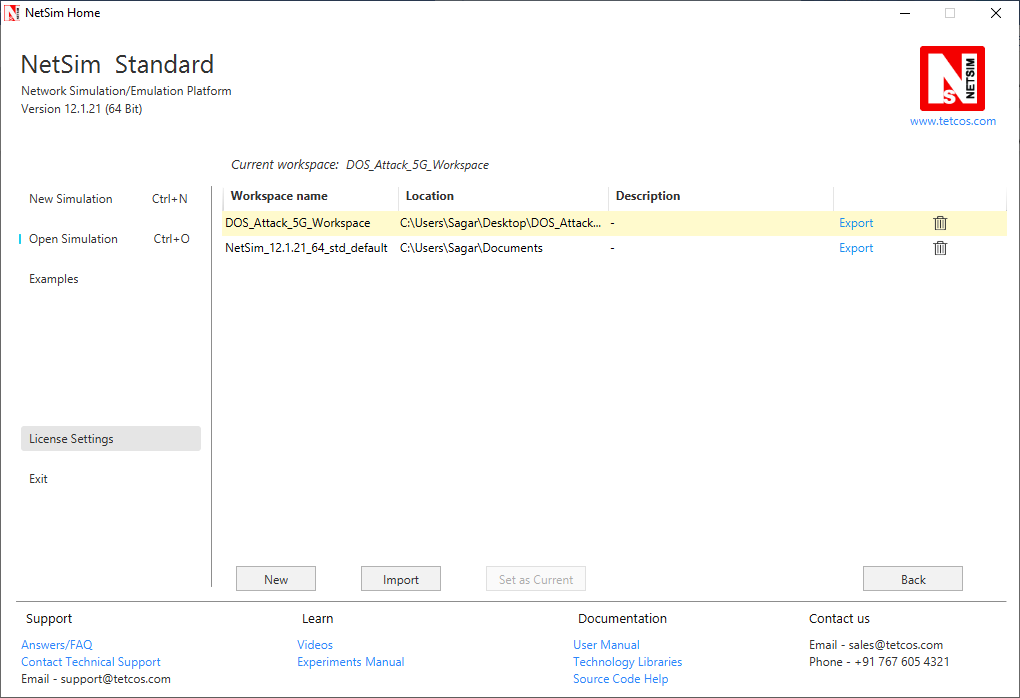 NetSim Home
NetSim Standard
Network Simulation/Emulation Platform
Version 12.1.21 (64 Bit)
NS NETSIM
www.tetcos.com
Current workspace: DOS_Attack_5G_Workspace
New Simulation Ctrl+N
Open Simulation Ctrl+O
Examples
License Settings
Exit
Workspace name Location Description
DOS_Attack_5G_Workspace C:\Users\Sagar\Desktop\DOS_Attack... - Export
NetSim_12.1.21_64_std_default C:\Users\Sagar\Documents - Export
New Import Set as Current Back
Support Learn Documentation Contact us
Answers/FAQ Videos User Manual Email - sales@tetcos.com
Contact Technical Support Experiments Manual Technology Libraries Phone - +91 767 605 4321
Email - support@tetcos.com Source Code Help